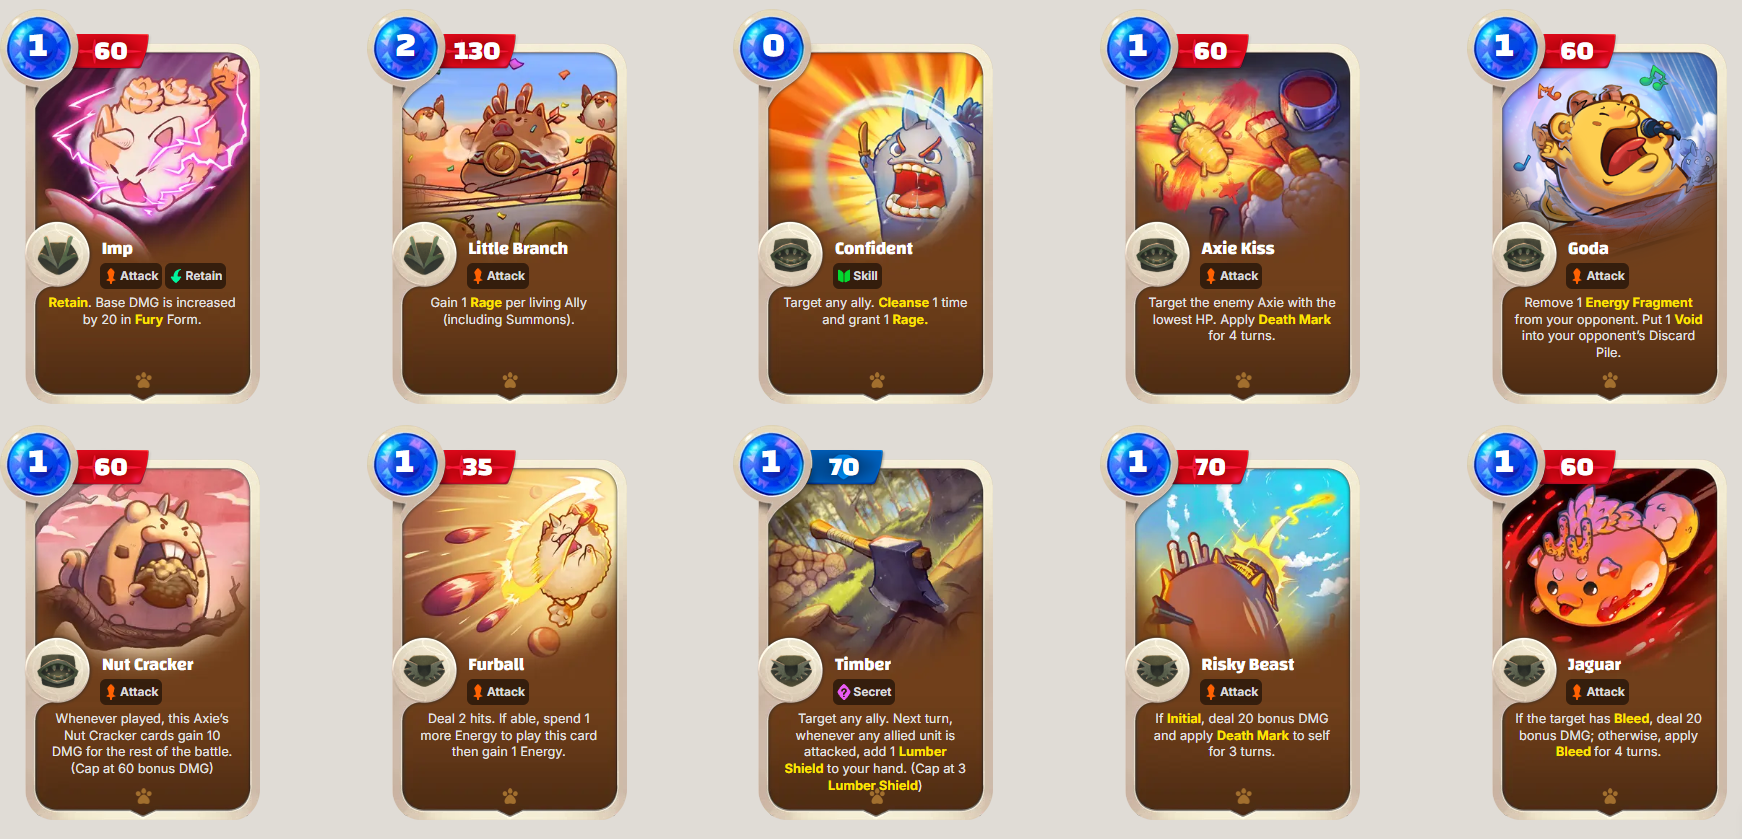 1
60
Imp
Attack
Retain
Retain. Base DMG is increased
by 20 in Fury Form.
2
130
Little Branch
Attack
Gain 1 Rage per living Ally
(including Summons).
0
Confident
Skill
Target any ally. Cleanse 1 time
and grant 1 Rage.
1
60
Axie Kiss
Attack
Target the enemy Axie with the
lowest HP. Apply Death Mark
for 4 turns.
1
60
Goda
Attack
Remove 1 Energy Fragment
from your opponent. Put 1 Void
into your opponent's Discard
Pile.
1
60
Nut Cracker
Attack
Whenever played, this Axie's
Nut Cracker cards gain 10
DMG for the rest of the battle.
(Cap at 60 bonus DMG)
1
35
Furball
Attack
Deal 2 hits. If able, spend 1
more Energy to play this card
then gain 1 Energy.
1
70
Timber
Secret
Target any ally. Next turn,
whenever any allied unit is
attacked, add 1 Lumber
Shield to your hand. (Cap at 3
Lumber Shield)
1
70
Risky Beast
Attack
If Initial, deal 20 bonus DMG
and apply Death Mark to self
for 3 turns.
1
60
Jaguar
Attack
If the target has Bleed, deal 20
bonus DMG; otherwise, apply
Bleed for 4 turns.